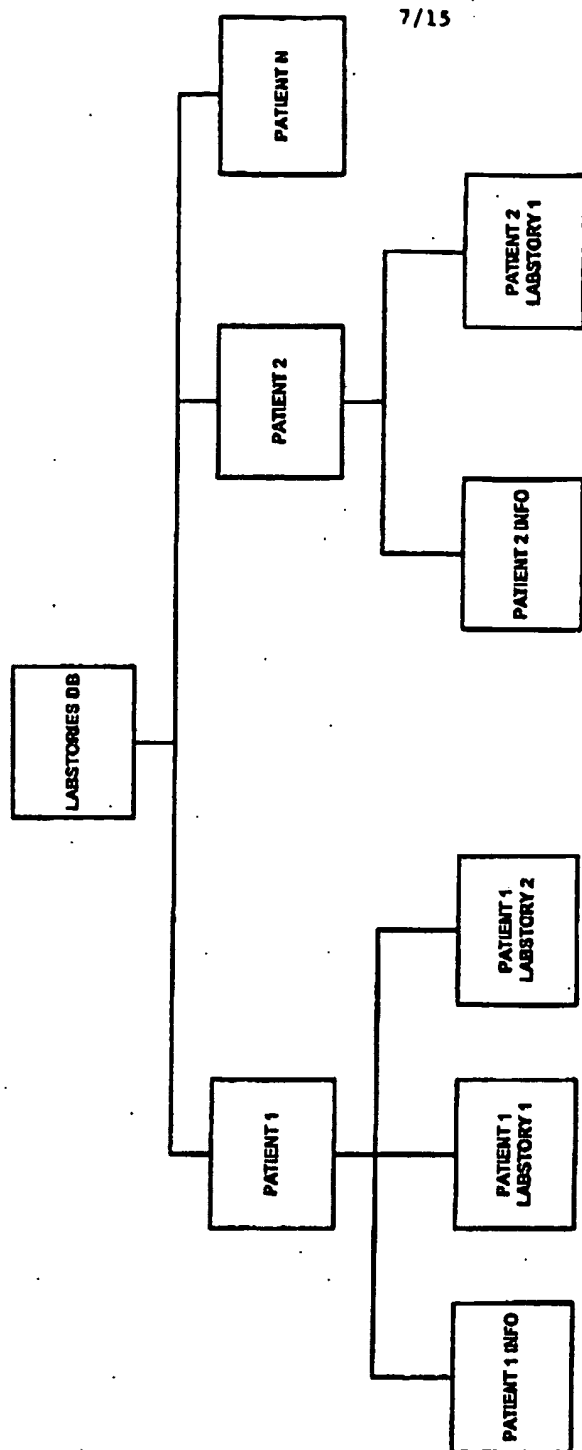 7/15
LABSTORIES DB
PATIENT 1
PATIENT 2
PATIENT N
PATIENT 1 INFO
PATIENT 1
LABSTORY 1
PATIENT 1
LABSTORY 2
PATIENT 2 INFO
PATIENT 2
LABSTORY 1